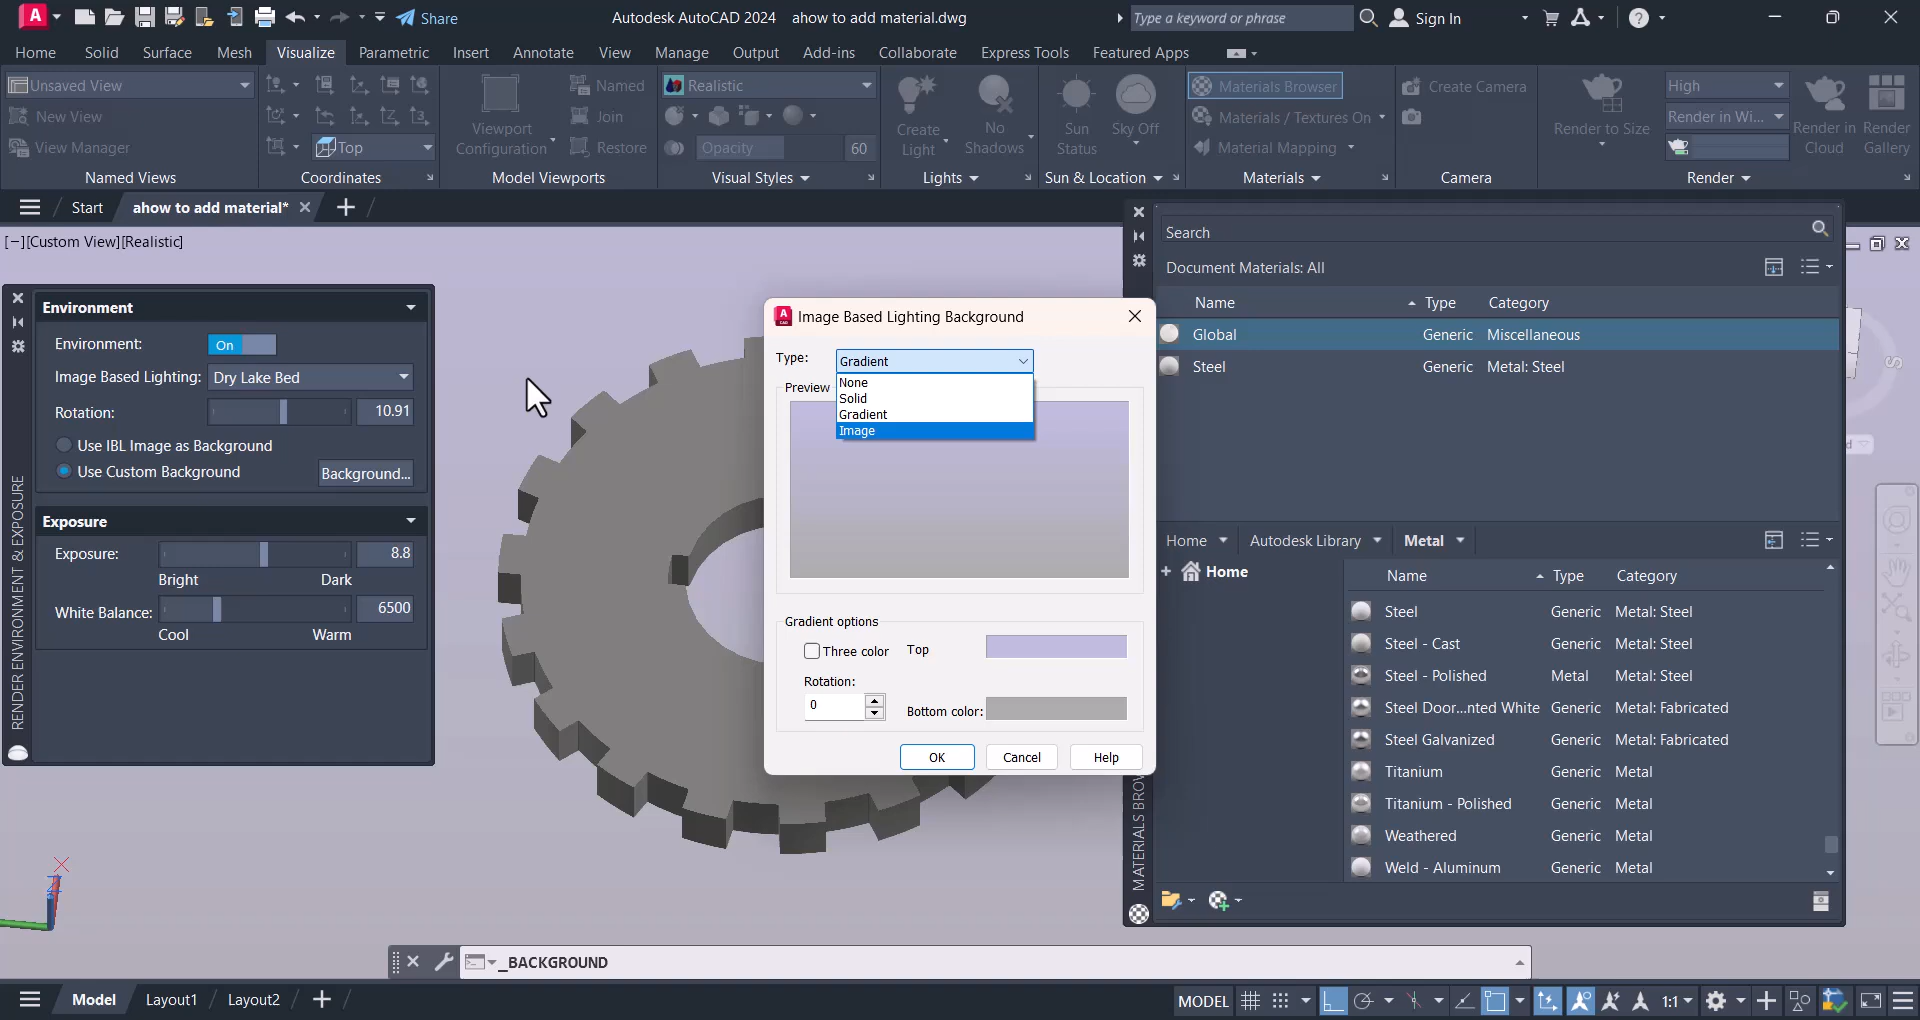 Share
Autodesk AutoCAD 2024 ahow to add material.dwg
Type a keyword or phrase
Sign In
Home Solid Surface Mesh Visualize Parametric Insert Annotate View Manage Output Add-ins Collaborate Express Tools Featured Apps
Unsaved View
New View
View Manager
Named Views
Top
Coordinates
Viewport
Configuration
Named
Join
Restore
Model Viewports
Realistic
Opacity 60
Visual Styles
Create
Light
No
Shadows
Lights
Sun
Status
Sky Off
Sun & Location
Materials Browser
Materials / Textures On
Material Mapping
Materials
Create Camera
Camera
Render to Size
High
Render in Wi...
Render in
Cloud
Render
Gallery
Render
Start
ahow to add material*
[−][Custom View][Realistic]
RENDER ENVIRONMENT & EXPOSURE
Environment
Environment: On
Image Based Lighting: Dry Lake Bed
Rotation: 10.91
Use IBL Image as Background
Use Custom Background Background...
Exposure
Exposure: 8.8
Bright Dark
White Balance: 6500
Cool Warm
Image Based Lighting Background
Type: Gradient
None
Solid
Gradient
Image
Preview
Gradient options
Three color Top
Rotation:
0
Bottom color:
OK Cancel Help
Search
Document Materials: All
Name Type Category
Global Generic Miscellaneous
Steel Generic Metal: Steel
Home Autodesk Library Metal
Home
Name Type Category
Steel Generic Metal: Steel
Steel - Cast Generic Metal: Steel
Steel - Polished Metal Metal: Steel
Steel Door...nted White Generic Metal: Fabricated
Steel Galvanized Generic Metal: Fabricated
Titanium Generic Metal
Titanium - Polished Generic Metal
Weathered Generic Metal
Weld - Aluminum Generic Metal
S
Z
_BACKGROUND
Model Layout1 Layout2
MODEL
1:1